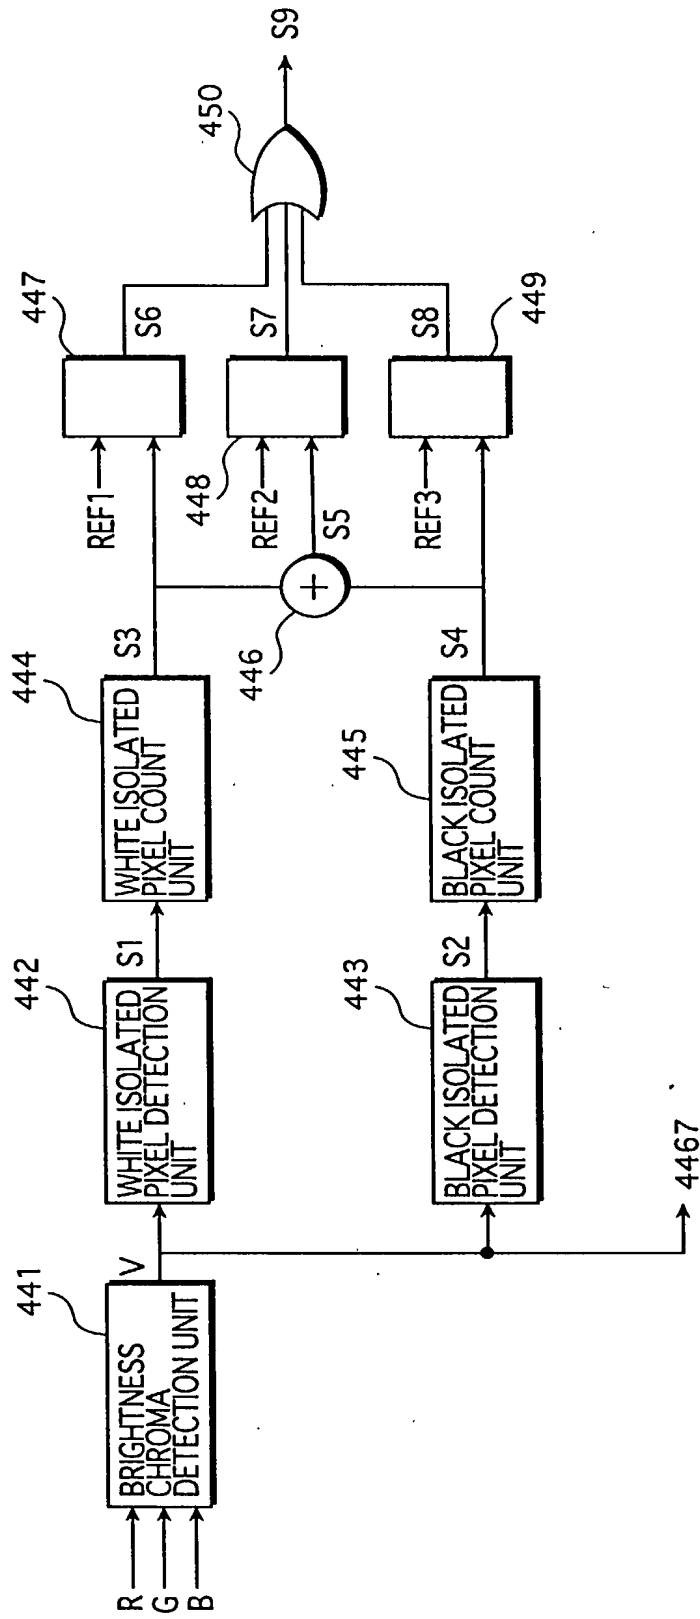 R
G
B
441
BRIGHTNESS
CHROMA
DETECTION UNIT
V
442
WHITE ISOLATED
PIXEL DETECTION
UNIT
S1
444
WHITE ISOLATED
PIXEL COUNT
UNIT
S3
443
BLACK ISOLATED
PIXEL DETECTION
UNIT
S2
445
BLACK ISOLATED
PIXEL COUNT
UNIT
S4
4467
446
+
S5
REF1
447
S6
REF2
448
S7
REF3
449
S8
450
S9